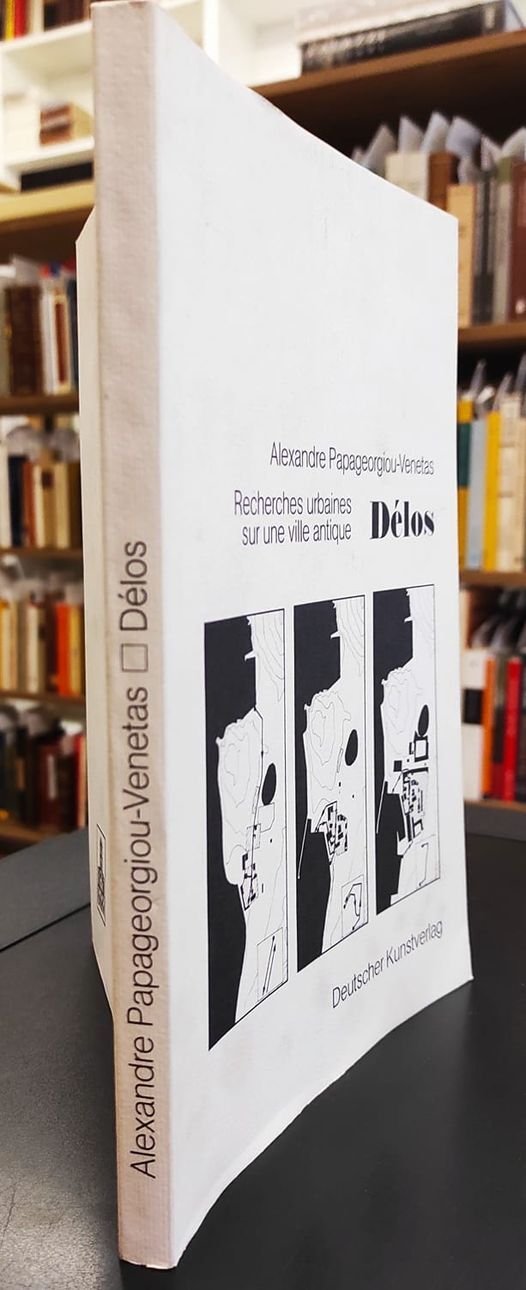 Alexandre Papageorgiou-Venetas □ Délos
Alexandre Papageorgiou-Venetas
Recherches urbaines
sur une ville antique
Délos
Deutscher Kunstverlag